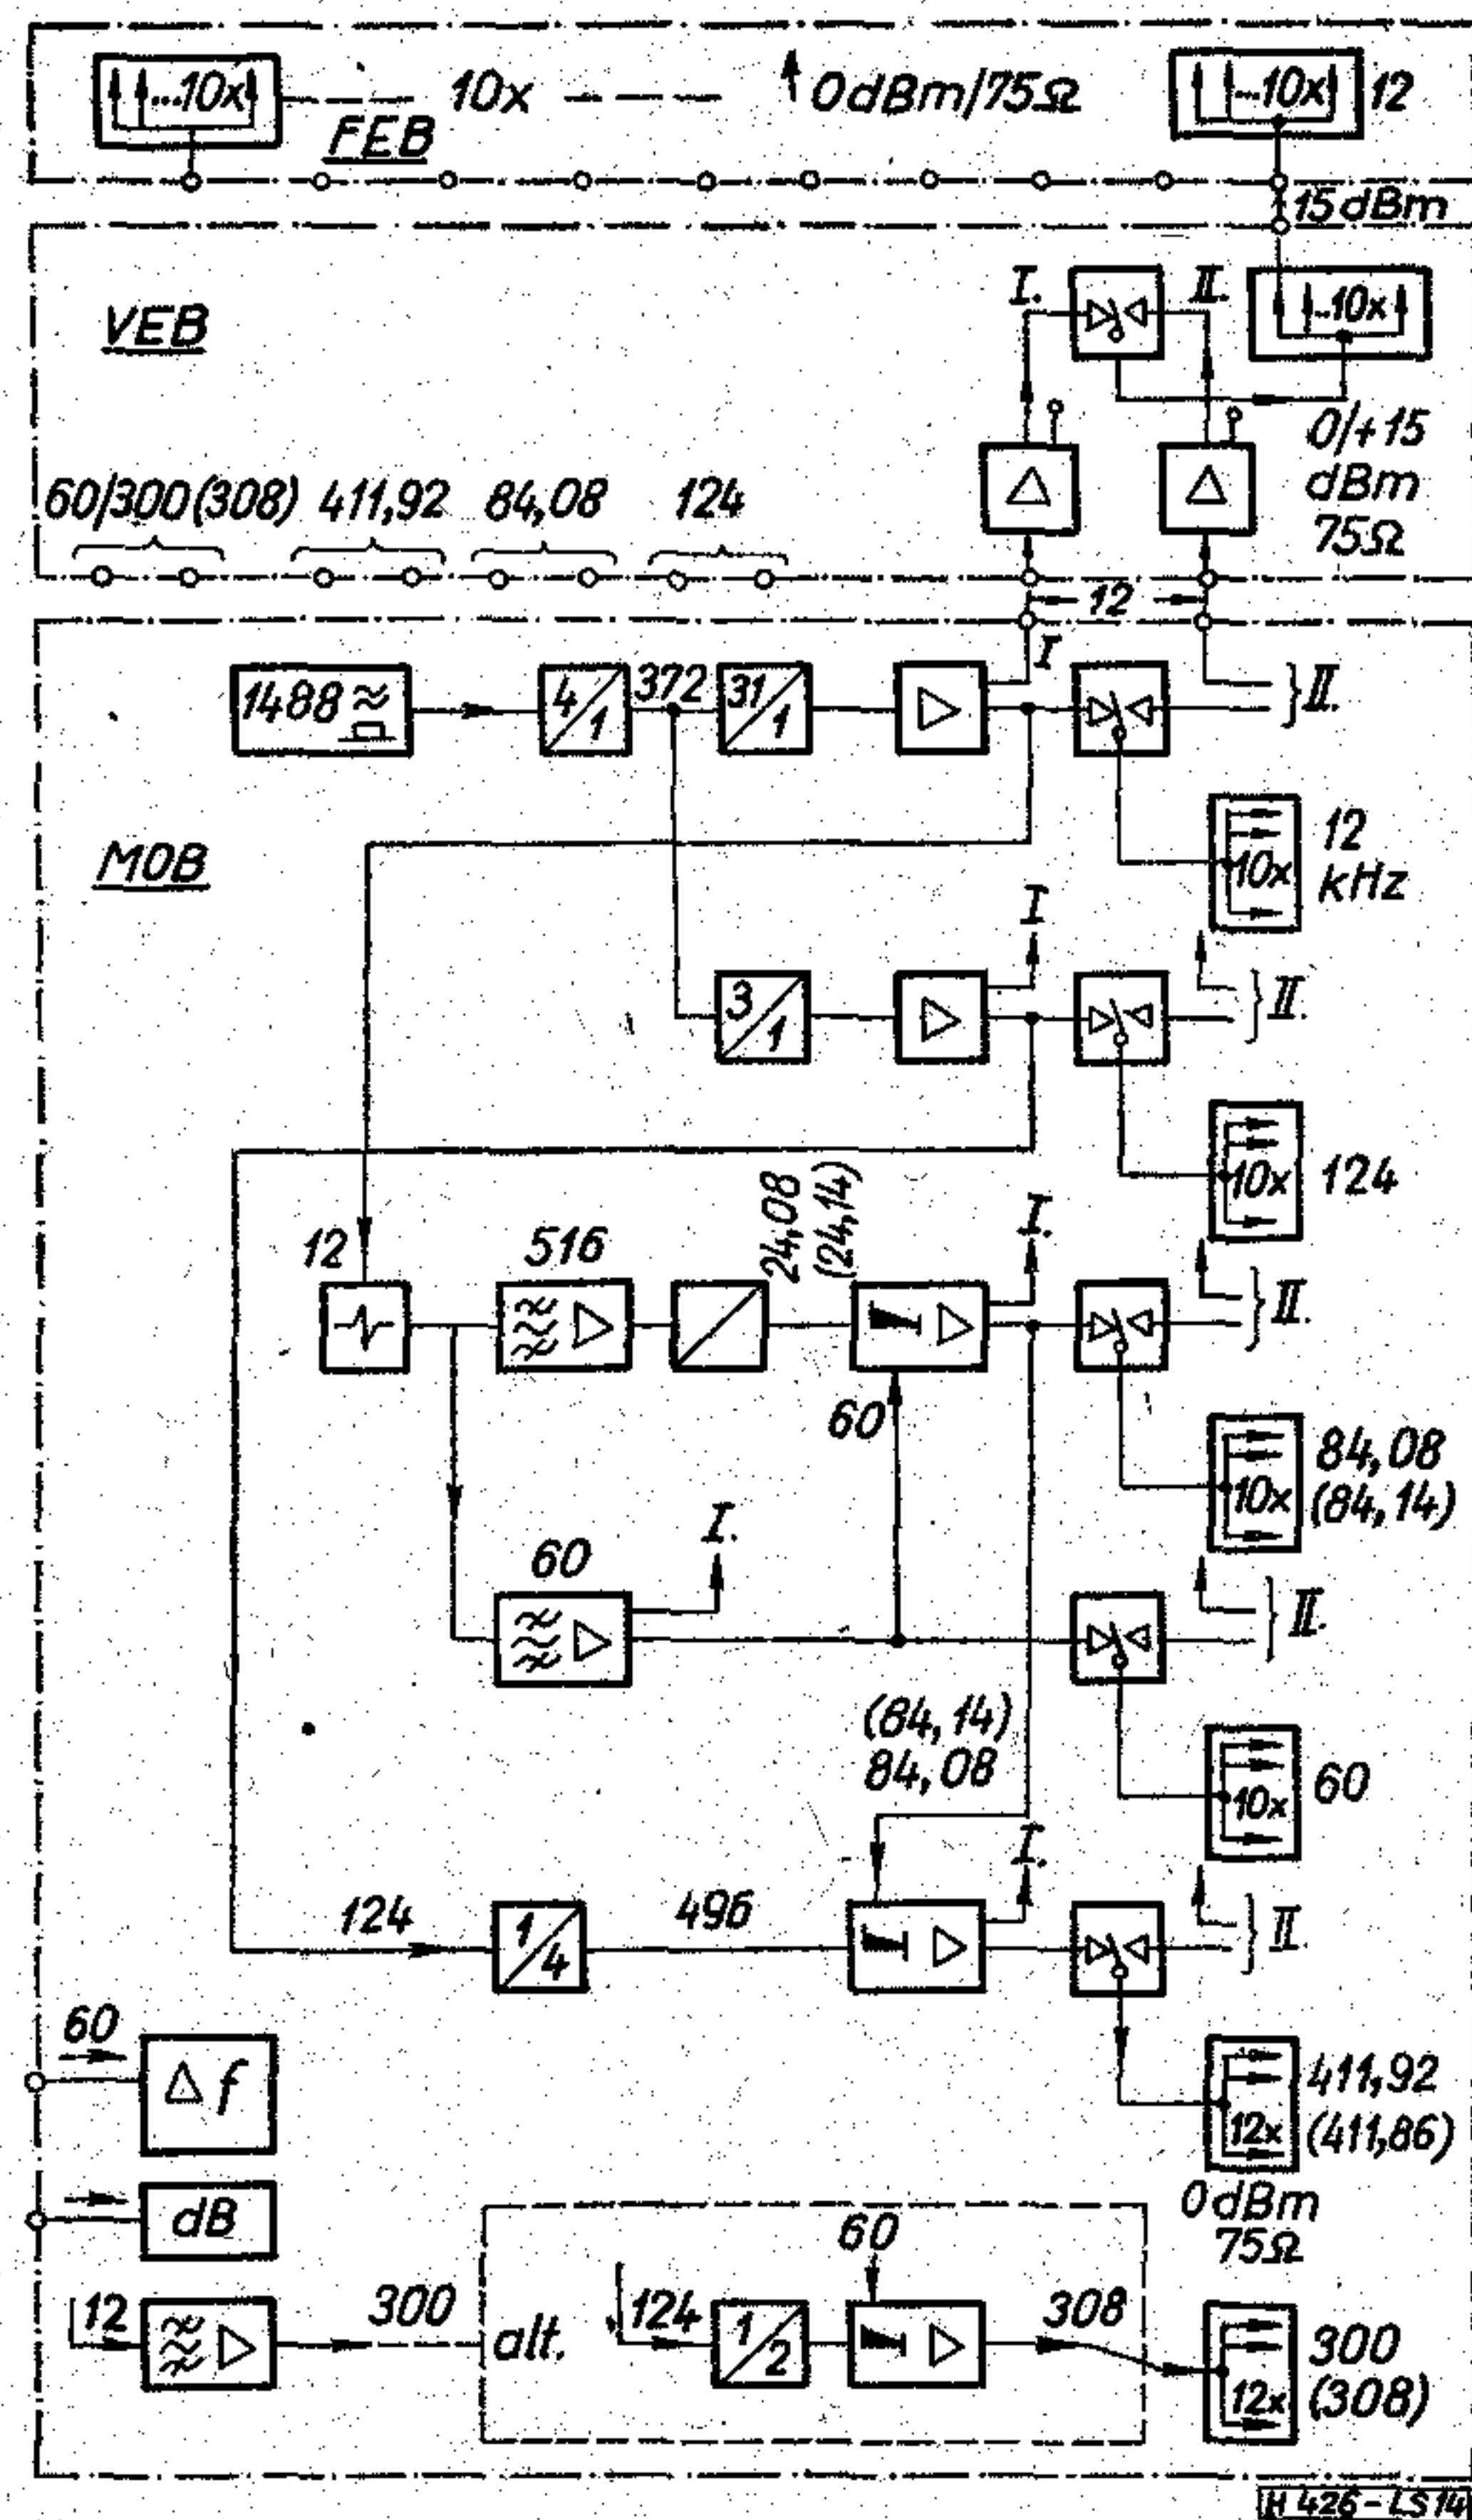 ...10x
10x
0dBm/75Ω
...10x
12
FEB
15dBm
VEB
I.
II.
..10x
0/+15
dBm
75Ω
60/300(308)
411,92
84,08
124
12
I
1488
4/1
372
31/1
II.
MOB
10x
12
kHz
I
3/1
II.
10x
124
24,08
(24,14)
I.
12
516
II.
60
10x
84,08
(84,14)
I.
60
II.
(84,14)
84,08
10x
60
I.
124
1/4
496
II.
60
Δf
12x
411,92
(411,86)
0dBm
75Ω
dB
60
12
300
alt.
124
1/2
308
12x
300
(308)
H 426-LS14